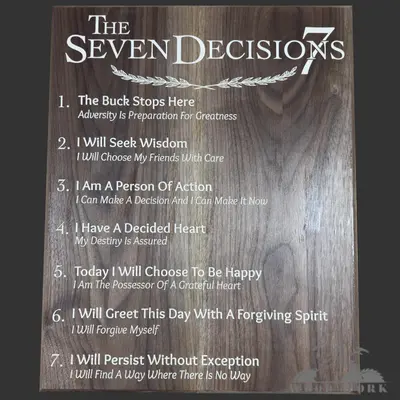 THE
SEVEN DECISIONS 7
1. The Buck Stops Here
Adversity Is Preparation For Greatness
2. I Will Seek Wisdom
I Will Choose My Friends With Care
3. I Am A Person Of Action
I Can Make A Decision And I Can Make It Now
4. I Have A Decided Heart
My Destiny Is Assured
5. Today I Will Choose To Be Happy
I Am The Possessor Of A Grateful Heart
6. I Will Greet This Day With A Forgiving Spirit
I Will Forgive Myself
7. I Will Persist Without Exception
I Will Find A Way Where There Is No Way